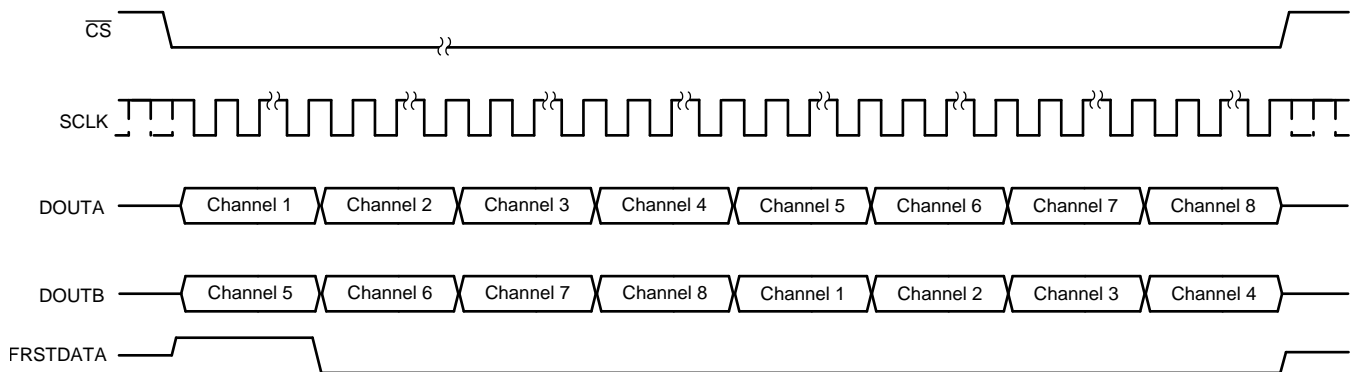 CS
SCLK
DOUTA Channel 1 Channel 2 Channel 3 Channel 4 Channel 5 Channel 6 Channel 7 Channel 8
DOUTB Channel 5 Channel 6 Channel 7 Channel 8 Channel 1 Channel 2 Channel 3 Channel 4
FRSTDATA